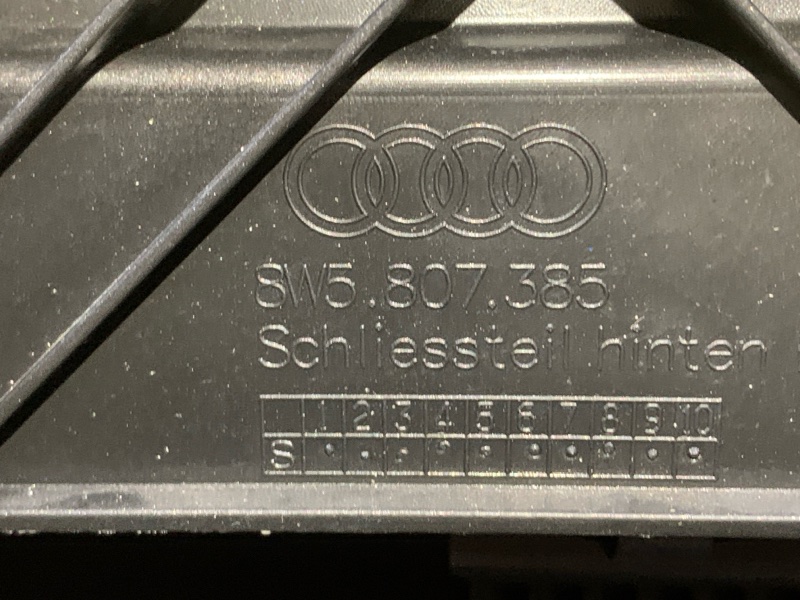 8W5.807.385
Schliessteil hinten
1 2 3 4 5 6 7 8 9 10
S